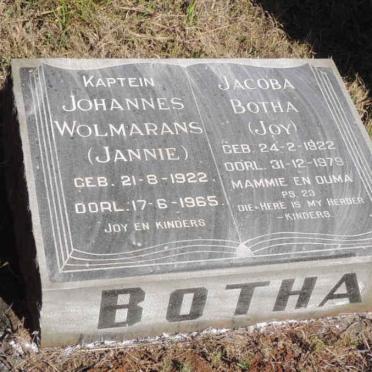 KAPTEIN
JOHANNES
WOLMARANS
(JANNIE)
GEB. 21-8-1922.
OORL. 17-6-1965.
JOY EN KINDERS
JACOBA
BOTHA
(JOY)
GEB. 24-2-1922
OORL. 31-12-1979
MAMMIE EN OUMA
PS. 23
DIE HERE IS MY HERDER
-KINDERS.
BOTHA